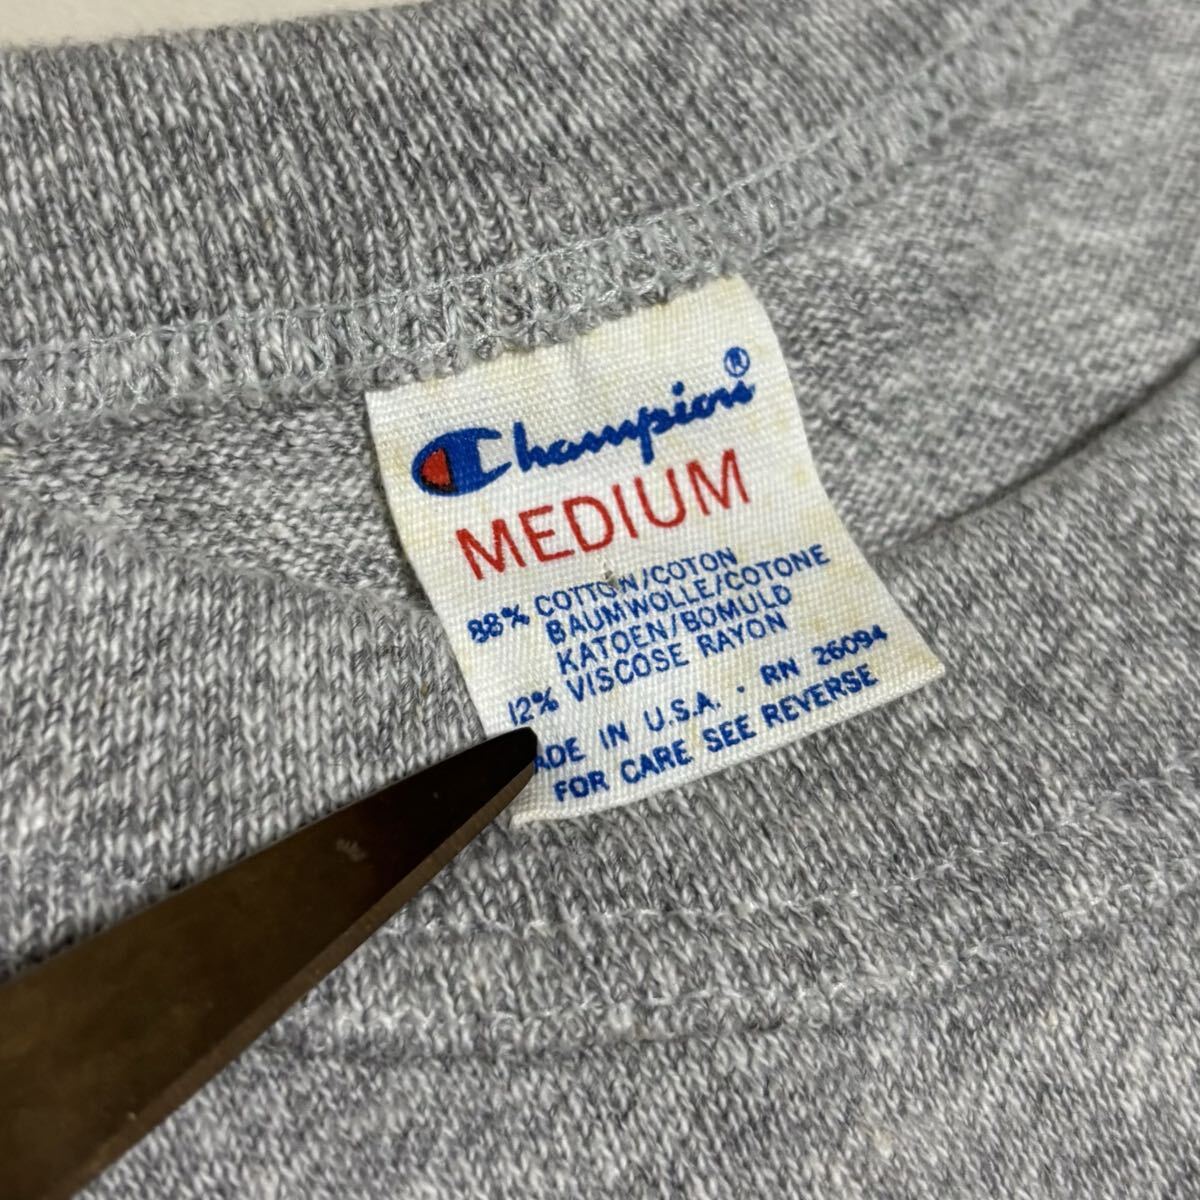 Champion®
MEDIUM
88% COTTON/COTON
BAUMWOLLE/COTONE
KATOEN/BOMULD
12% VISCOSE RAYON
ADE IN U.S.A. · RN 26094
FOR CARE SEE REVERSE